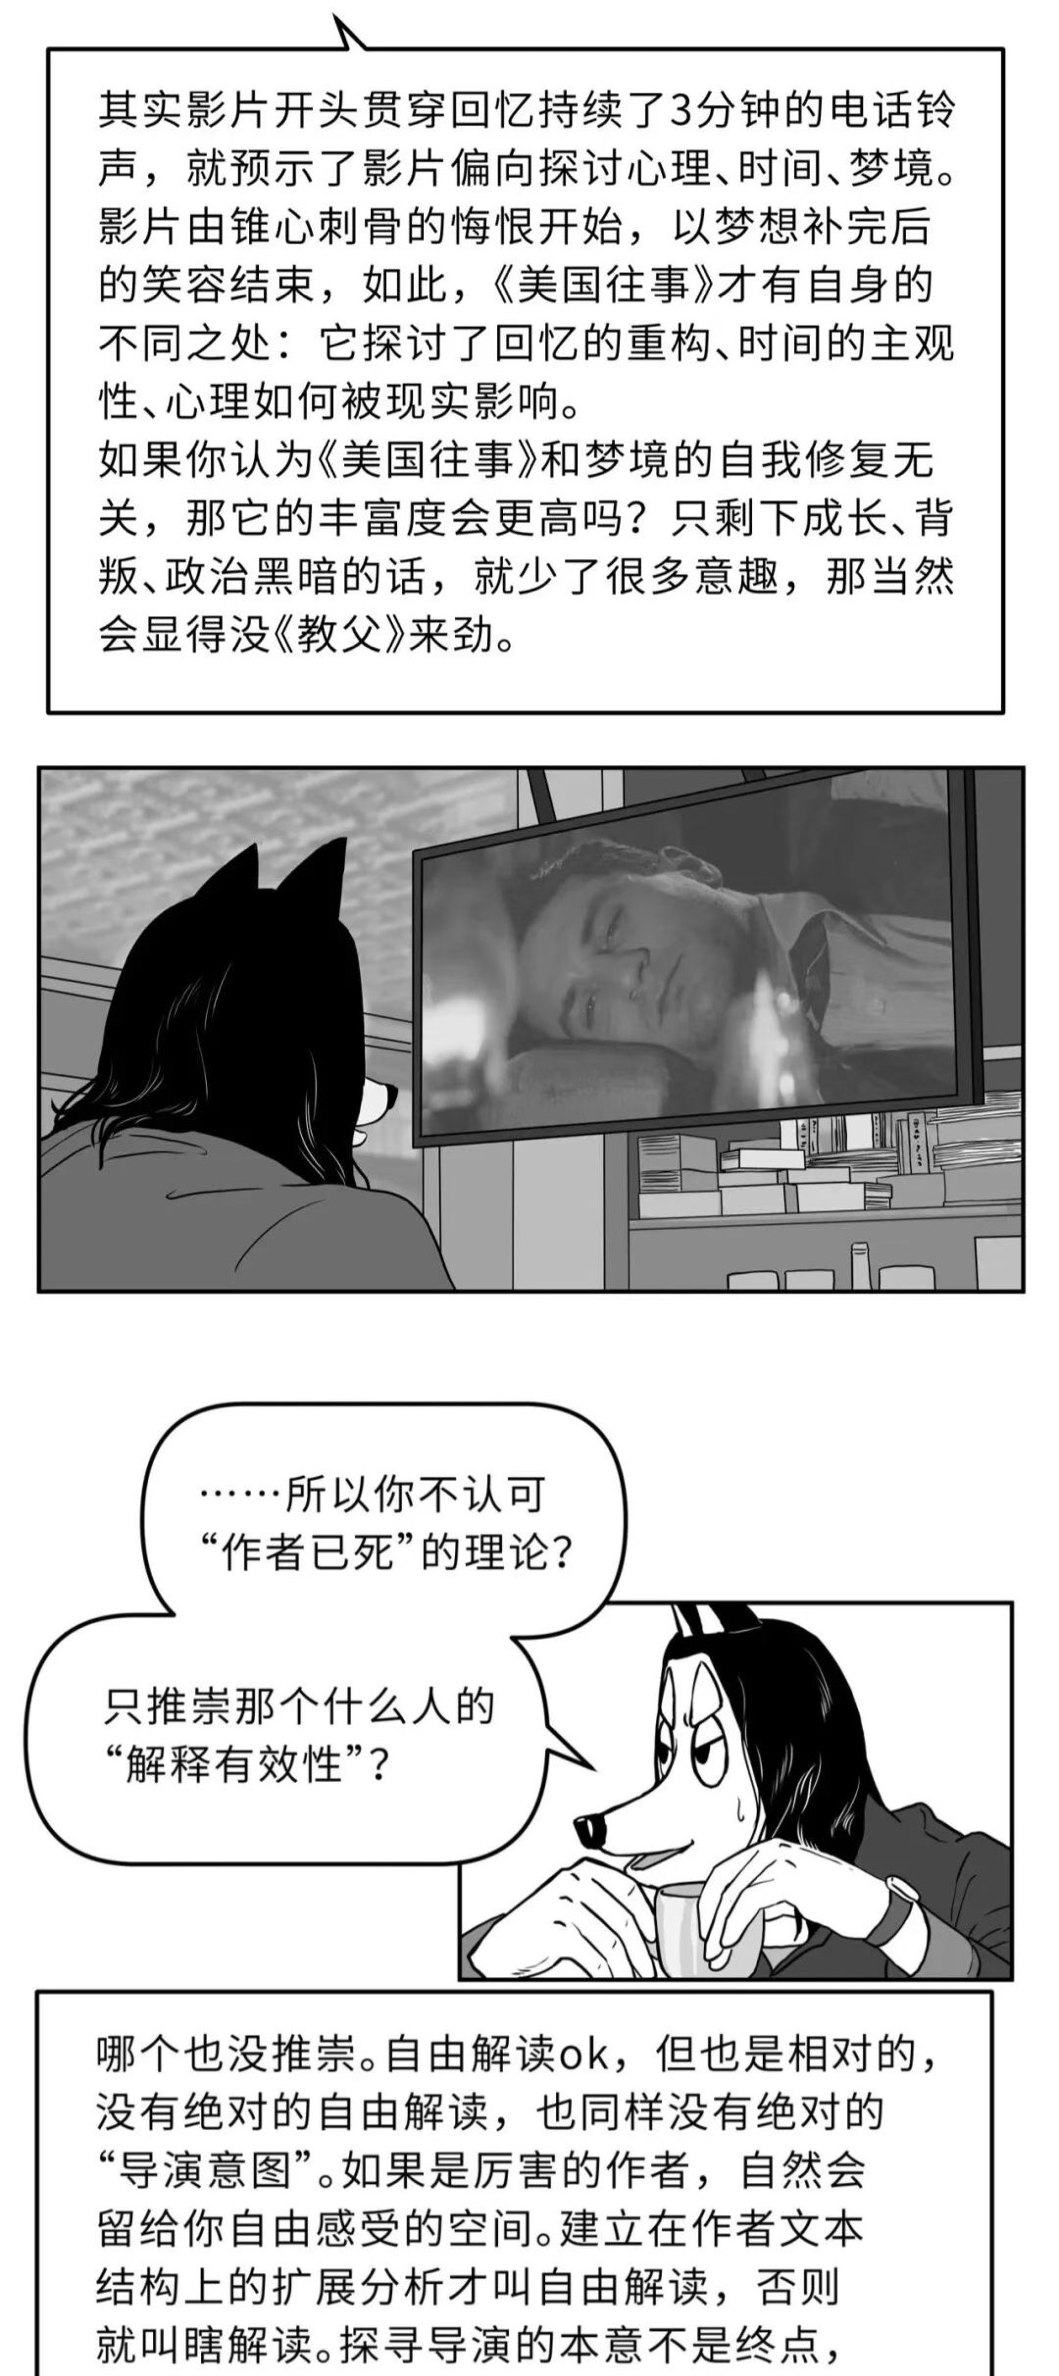 其实影片开头贯穿回忆持续了3分钟的电话铃
声，就预示了影片偏向探讨心理、时间、梦境。
影片由锥心刺骨的悔恨开始，以梦想补完后
的笑容结束，如此，《美国往事》才有自身的
不同之处：它探讨了回忆的重构、时间的主观
性、心理如何被现实影响。
如果你认为《美国往事》和梦境的自我修复无
关，那它的丰富度会更高吗？只剩下成长、背
叛、政治黑暗的话，就少了很多意趣，那当然
会显得没《教父》来劲。
……所以你不认可
“作者已死”的理论？
只推崇那个什么人的
“解释有效性”？
哪个也没推崇。自由解读ok，但也是相对的，
没有绝对的自由解读，也同样没有绝对的
“导演意图”。如果是厉害的作者，自然会
留给你自由感受的空间。建立在作者文本
结构上的扩展分析才叫自由解读，否则
就叫瞎解读。探寻导演的本意不是终点，